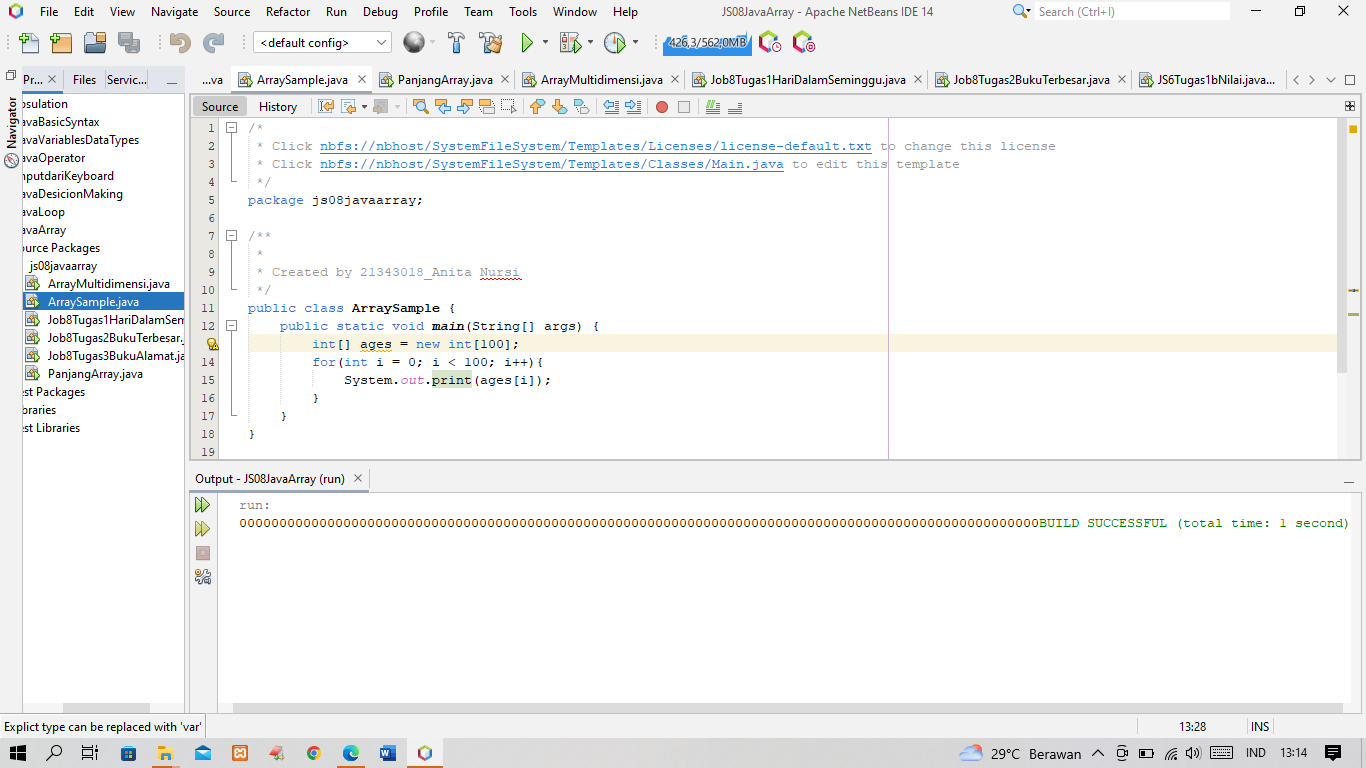 File Edit View Navigate Source Refactor Run Debug Profile Team Tools Window Help JS08JavaArray - Apache NetBeans IDE 14 Search (Ctrl+I)
<default config> 426,3/562,0MB
Pr... Files Servic... ...va ArraySample.java PanjangArray.java ArrayMultidimensi.java Job8Tugas1HariDalamSeminggu.java Job8Tugas2BukuTerbesar.java JS6Tugas1bNilai.java...
Navigator
psulation
avaBasicSyntax
avaVariablesDataTypes
avaOperator
nputdariKeyboard
avaDesicionMaking
avaLoop
avaArray
ource Packages
js08javaarray
ArrayMultidimensi.java
ArraySample.java
Job8Tugas1HariDalamSem
Job8Tugas2BukuTerbesar.
Job8Tugas3BukuAlamat.ja
PanjangArray.java
est Packages
braries
est Libraries
Source History
1 /*
2 * Click nbfs://nbhost/SystemFileSystem/Templates/Licenses/license-default.txt to change this license
3 * Click nbfs://nbhost/SystemFileSystem/Templates/Classes/Main.java to edit this template
4 */
5 package js08javaarray;
6
7 /**
8 *
9 * Created by 21343018_Anita Nursi
10 */
11 public class ArraySample {
12 public static void main(String[] args) {
int[] ages = new int[100];
14 for(int i = 0; i < 100; i++){
15 System.out.print(ages[i]);
16 }
17 }
18 }
19
Output - JS08JavaArray (run)
run:
0000000000000000000000000000000000000000000000000000000000000000000000000000000000000000000000000000BUILD SUCCESSFUL (total time: 1 second)
Explict type can be replaced with 'var' 13:28 INS
29°C Berawan IND 13:14